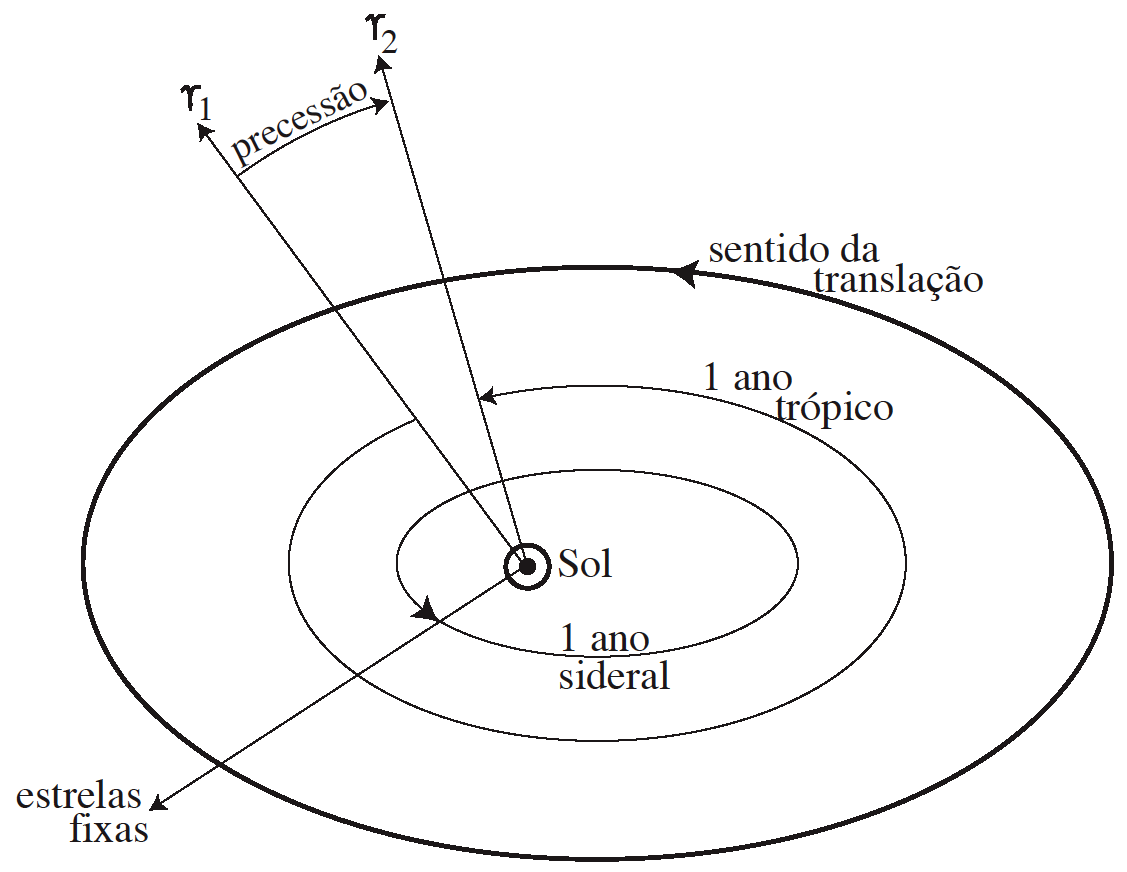 ♈2
♈1
precessão
sentido da
translação
1 ano
trópico
Sol
1 ano
sideral
estrelas
fixas